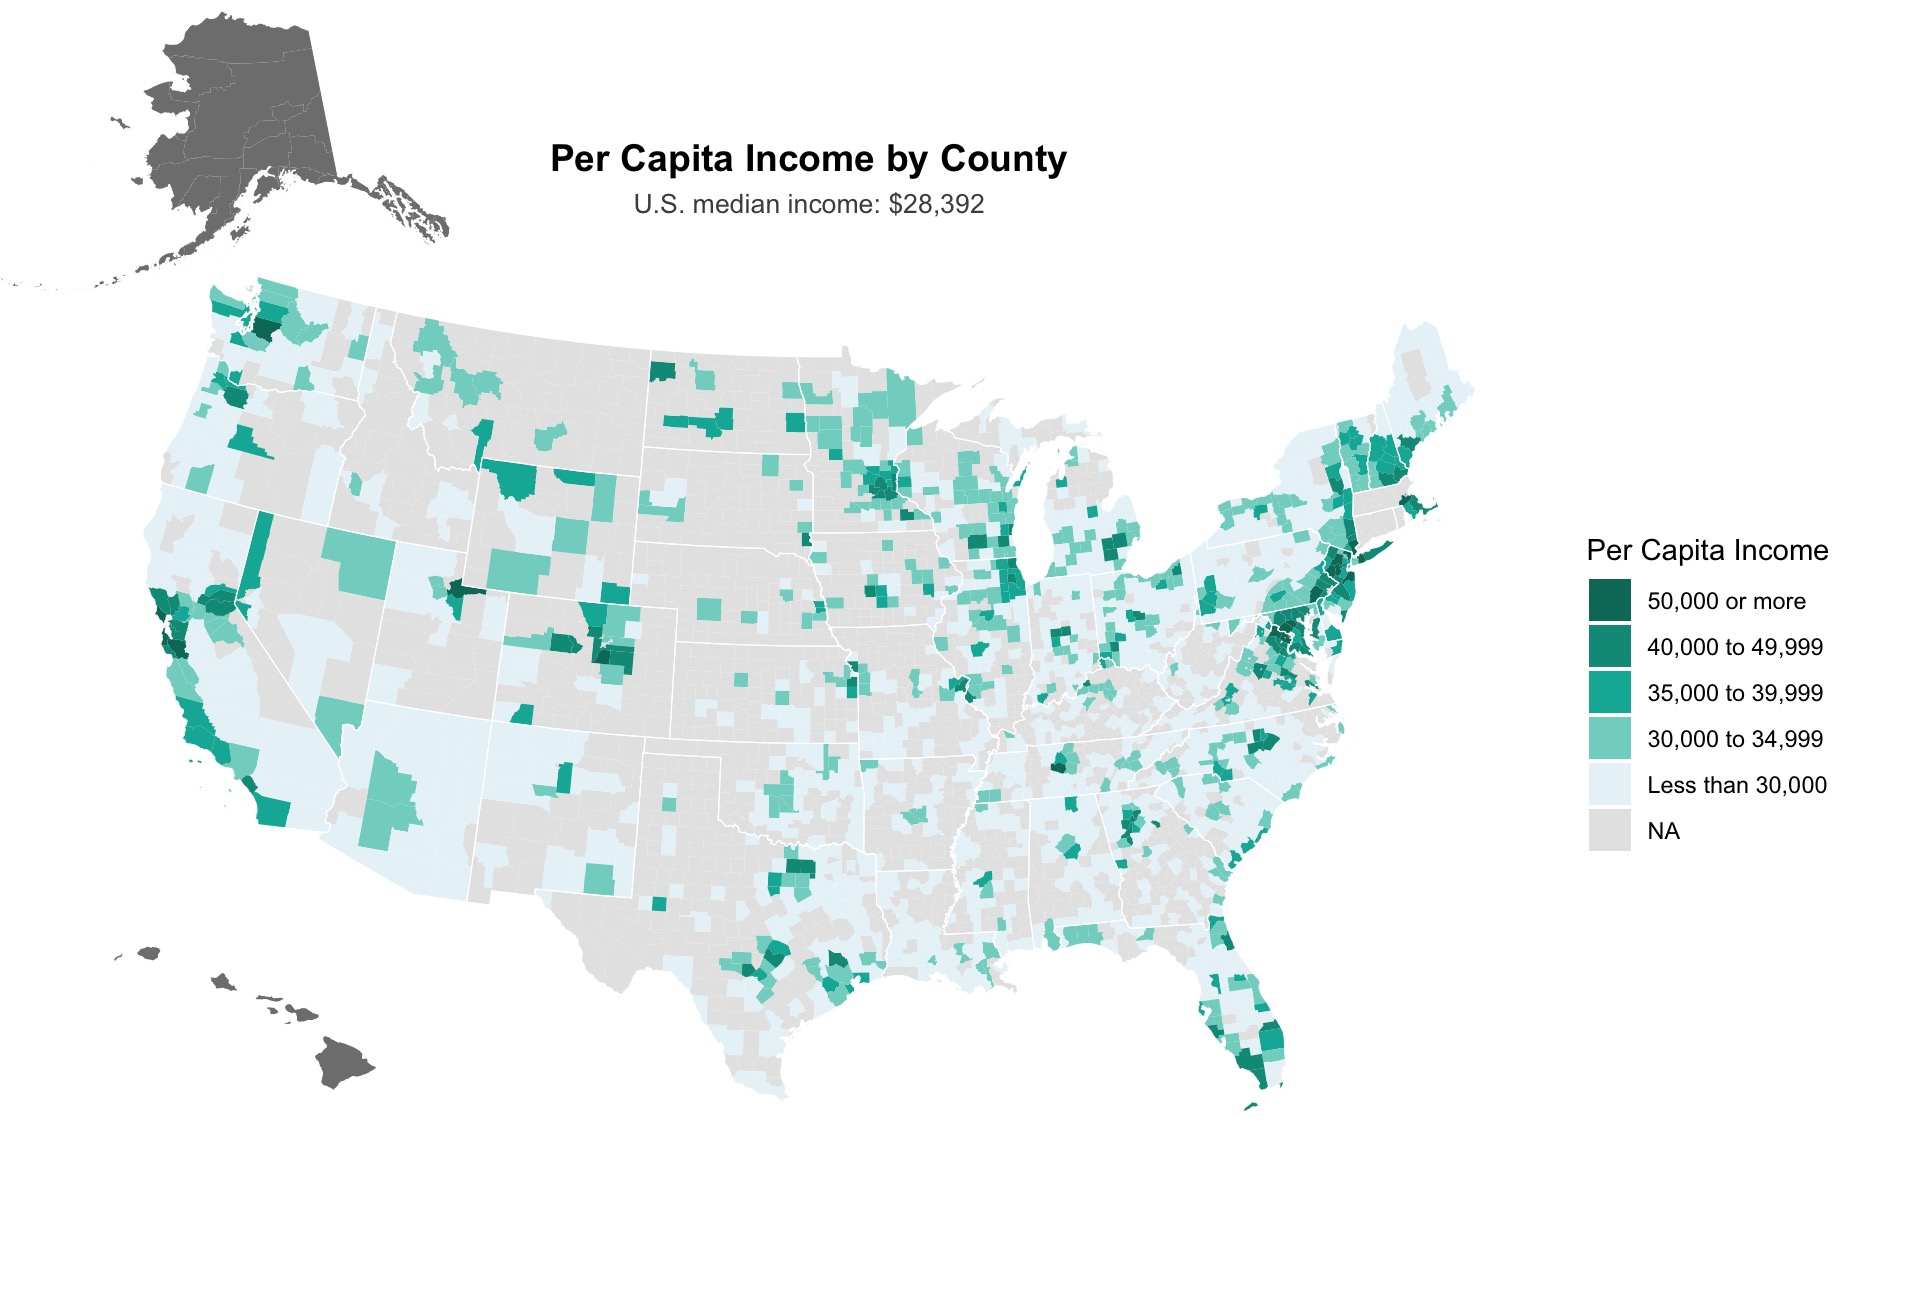 Per Capita Income by County
U.S. median income: $28,392
Per Capita Income
50,000 or more
40,000 to 49,999
35,000 to 39,999
30,000 to 34,999
Less than 30,000
NA